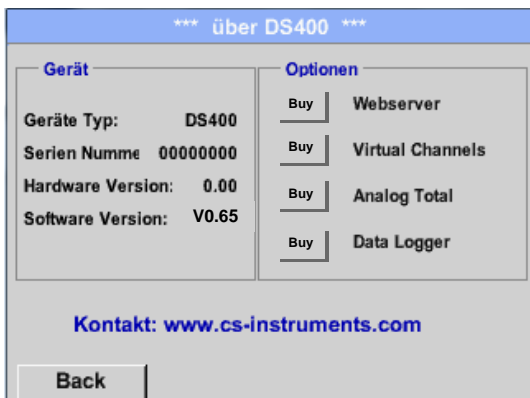 *** über DS400 ***
Gerät
Geräte Typ: DS400
Serien Numme 00000000
Hardware Version: 0.00
Software Version: V0.65
Optionen
Buy Webserver
Buy Virtual Channels
Buy Analog Total
Buy Data Logger
Kontakt: www.cs-instruments.com
Back